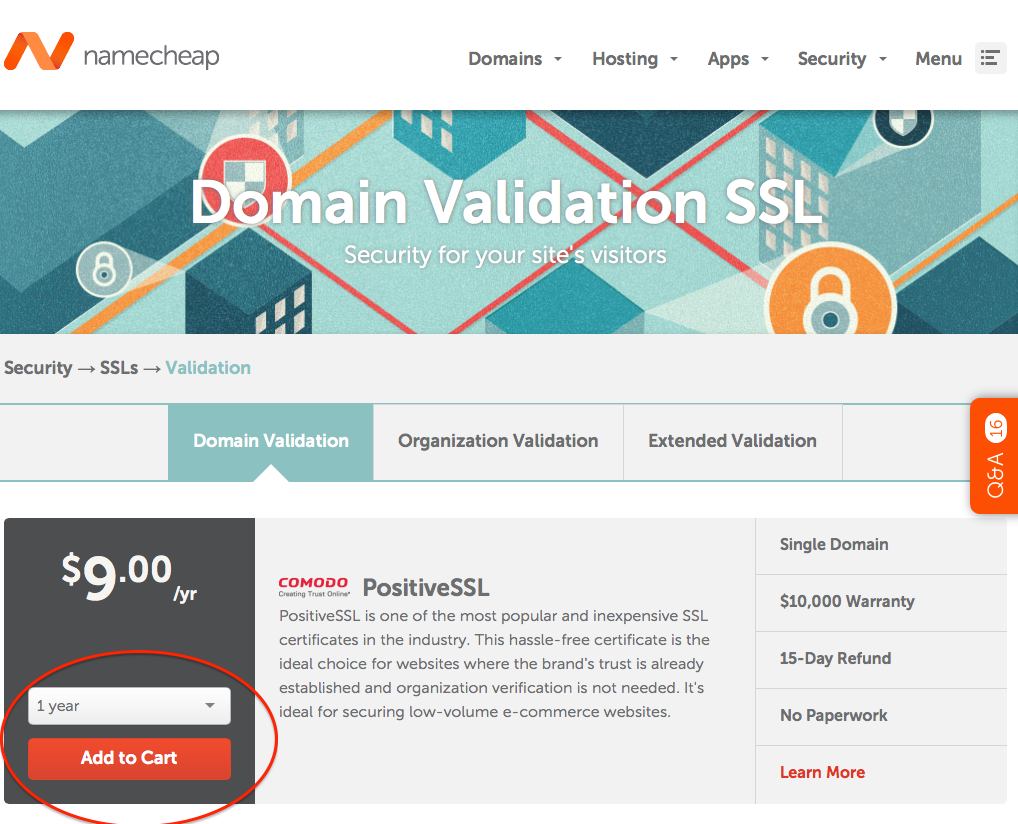 namecheap
Domains
Hosting
Apps
Security
Menu
Domain Validation SSL
Security for your site's visitors
Security → SSLs → Validation
Domain Validation
Organization Validation
Extended Validation
Q&A 16
$9.00 /yr
1 year
Add to Cart
COMODO
Creating Trust Online®
PositiveSSL
PositiveSSL is one of the most popular and inexpensive SSL
certificates in the industry. This hassle-free certificate is the
ideal choice for websites where the brand's trust is already
established and organization verification is not needed. It's
ideal for securing low-volume e-commerce websites.
Single Domain
$10,000 Warranty
15-Day Refund
No Paperwork
Learn More